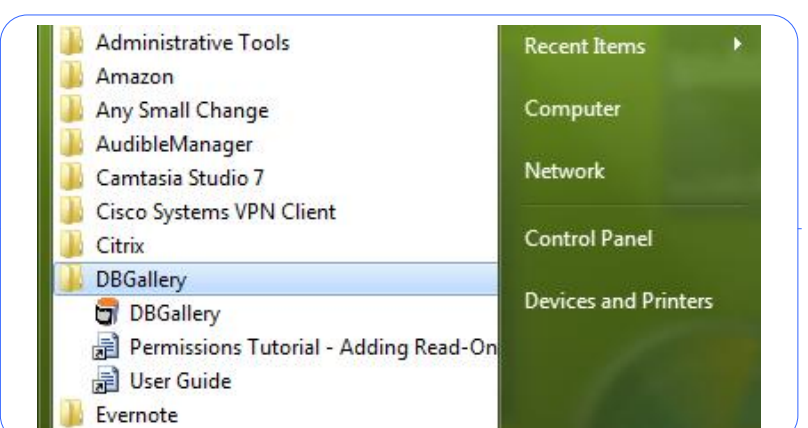 Administrative Tools
Amazon
Any Small Change
AudibleManager
Camtasia Studio 7
Cisco Systems VPN Client
Citrix
DBGallery
DBGallery
Permissions Tutorial - Adding Read-On
User Guide
Evernote
Recent Items
Computer
Network
Control Panel
Devices and Printers